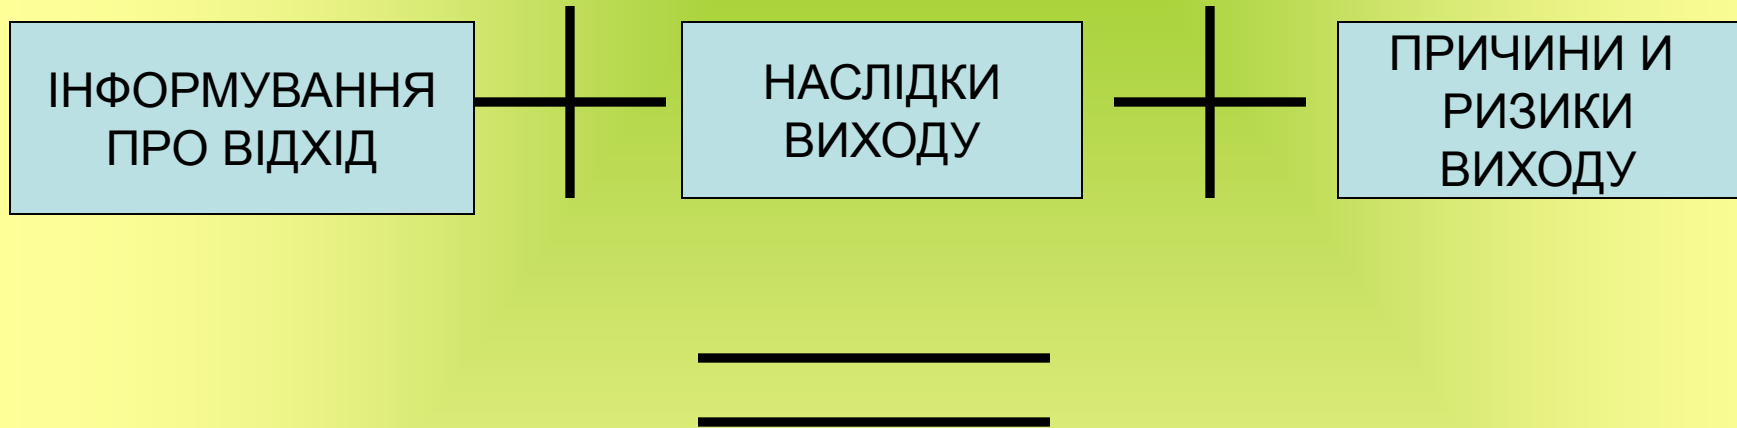 ІНФОРМУВАННЯ
ПРО ВІДХІД
НАСЛІДКИ
ВИХОДУ
ПРИЧИНИ И
РИЗИКИ
ВИХОДУ